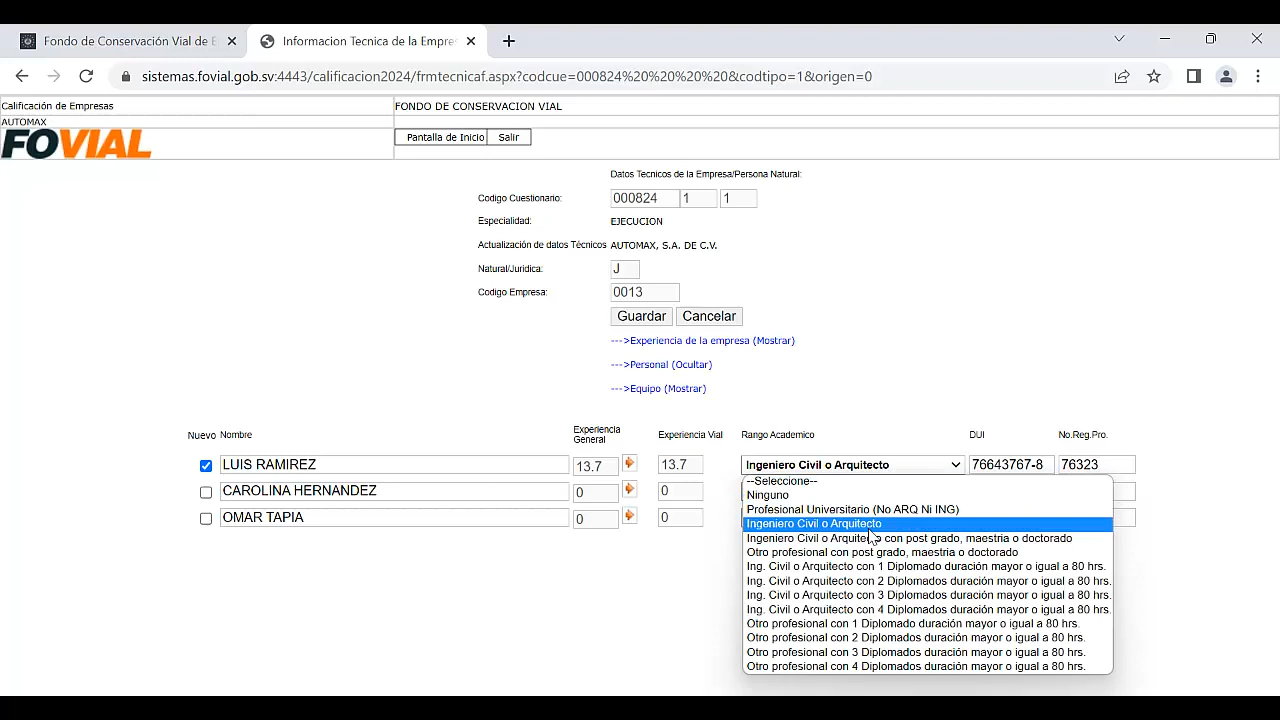 Fondo de Conservación Vial de E
Informacion Tecnica de la Empre
sistemas.fovial.gob.sv:4443/calificacion2024/frmtecnicaf.aspx?codcue=000824%20%20%20%20&codtipo=1&origen=0
Calificación de Empresas
FONDO DE CONSERVACION VIAL
AUTOMAX
FOVIAL
Pantalla de Inicio Salir
Datos Tecnicos de la Empresa/Persona Natural:
Codigo Cuestionario: 000824 1 1
Especialidad: EJECUCION
Actualización de datos Técnicos AUTOMAX, S.A. DE C.V.
Natural/Juridica: J
Codigo Empresa: 0013
Guardar Cancelar
--->Experiencia de la empresa (Mostrar)
--->Personal (Ocultar)
--->Equipo (Mostrar)
Nuevo Nombre Experiencia General Experiencia Vial Rango Academico DUI No.Reg.Pro.
LUIS RAMIREZ 13.7 13.7 Ingeniero Civil o Arquitecto 76643767-8 76323
CAROLINA HERNANDEZ 0 0
OMAR TAPIA 0 0
--Seleccione--
Ninguno
Profesional Universitario (No ARQ Ni ING)
Ingeniero Civil o Arquitecto
Ingeniero Civil o Arquitecto con post grado, maestria o doctorado
Otro profesional con post grado, maestria o doctorado
Ing. Civil o Arquitecto con 1 Diplomado duración mayor o igual a 80 hrs.
Ing. Civil o Arquitecto con 2 Diplomados duración mayor o igual a 80 hrs.
Ing. Civil o Arquitecto con 3 Diplomados duración mayor o igual a 80 hrs.
Ing. Civil o Arquitecto con 4 Diplomados duración mayor o igual a 80 hrs.
Otro profesional con 1 Diplomado duración mayor o igual a 80 hrs.
Otro profesional con 2 Diplomados duración mayor o igual a 80 hrs.
Otro profesional con 3 Diplomados duración mayor o igual a 80 hrs.
Otro profesional con 4 Diplomados duración mayor o igual a 80 hrs.